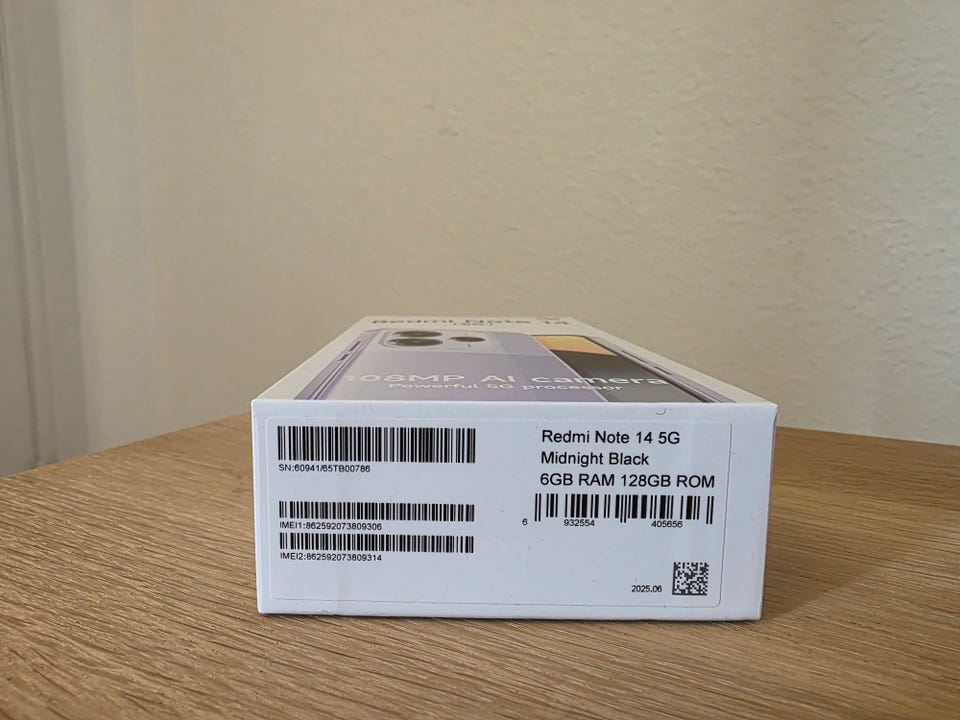 Redmi Note 14
108MP AI camera
Powerful 5G processor
SN:60941/65TB00786
IMEI1:862592073809306
IMEI2:862592073809314
Redmi Note 14 5G
Midnight Black
6GB RAM 128GB ROM
6 932554 405656
2025.06